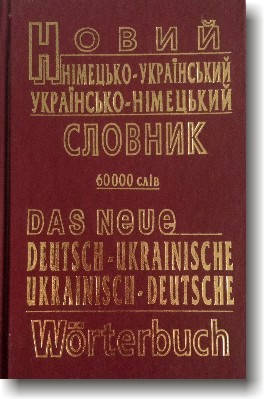 НОВИЙ
НІМЕЦЬКО-УКРАЇНСЬКИЙ
УКРАЇНСЬКО-НІМЕЦЬКИЙ
СЛОВНИК
60000 слів
DAS Neue
DEUTSCH-UKRAINISCHE
UKRAINISCH-DEUTSCHE
Wörterbuch